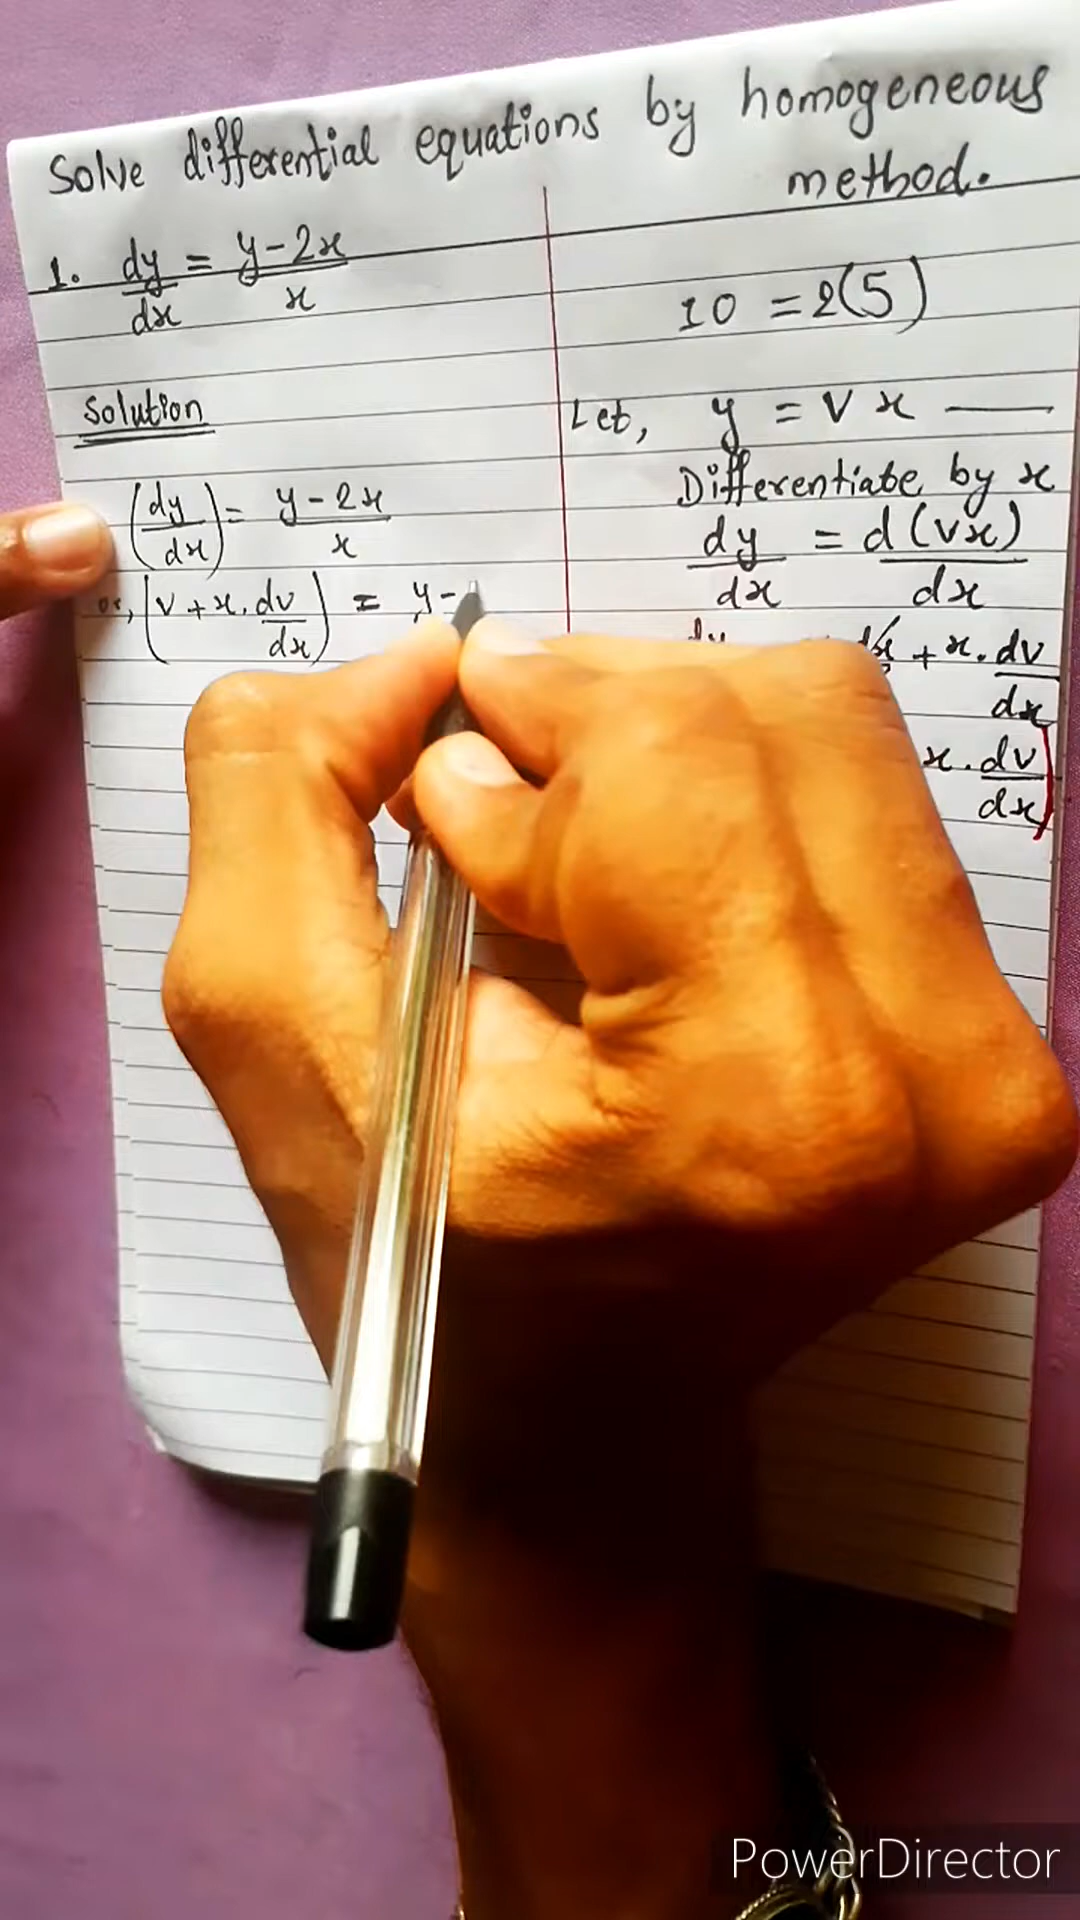 Solve differential equations by homogeneous
method.
1. dy/dx = y-2x/x
10 = 2(5)
Solution
Let, y = vx
(dy/dx) = y-2x/x
Differentiate by x
dy/dx = d(vx)/dx
or, (v + x.dv/dx) = y-
+ x.dv/dx
x.dv/dx
PowerDirector